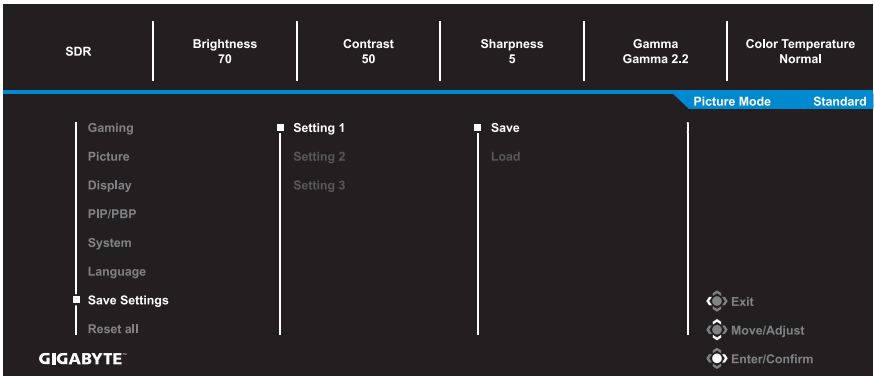 SDR
Brightness
70
Contrast
50
Sharpness
5
Gamma
Gamma 2.2
Color Temperature
Normal
Picture Mode Standard
Gaming
Picture
Display
PIP/PBP
System
Language
Save Settings
Reset all
Setting 1
Setting 2
Setting 3
Save
Load
Exit
Move/Adjust
Enter/Confirm
GIGABYTE™